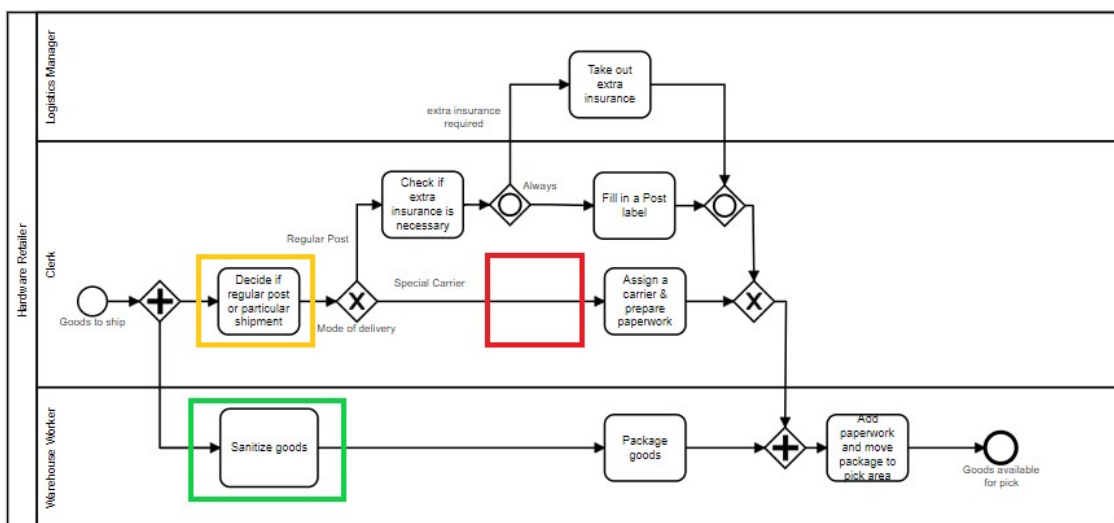 Hardware Retailer
Logistics Manager
Take out
extra
insurance
extra insurance
required
Clerk
Check if
extra
insurance is
necessary
Always
Fill in a Post
label
Regular Post
Goods to ship
Decide if
regular post
or particular
shipment
Mode of delivery
Special Carrier
Assign a
carrier &
prepare
paperwork
Warehouse Worker
Sanitize goods
Package
goods
Add
paperwork
and move
package to
pick area
Goods available
for pick